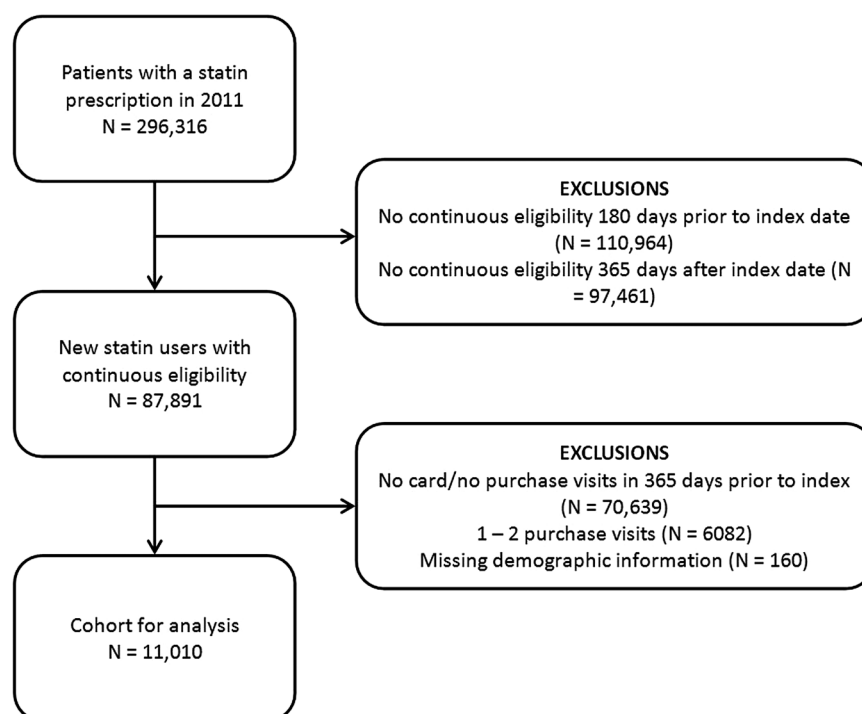 Patients with a statin
prescription in 2011
N = 296,316
EXCLUSIONS
No continuous eligibility 180 days prior to index date
(N = 110,964)
No continuous eligibility 365 days after index date (N
= 97,461)
New statin users with
continuous eligibility
N = 87,891
EXCLUSIONS
No card/no purchase visits in 365 days prior to index
(N = 70,639)
1 – 2 purchase visits (N = 6082)
Missing demographic information (N = 160)
Cohort for analysis
N = 11,010